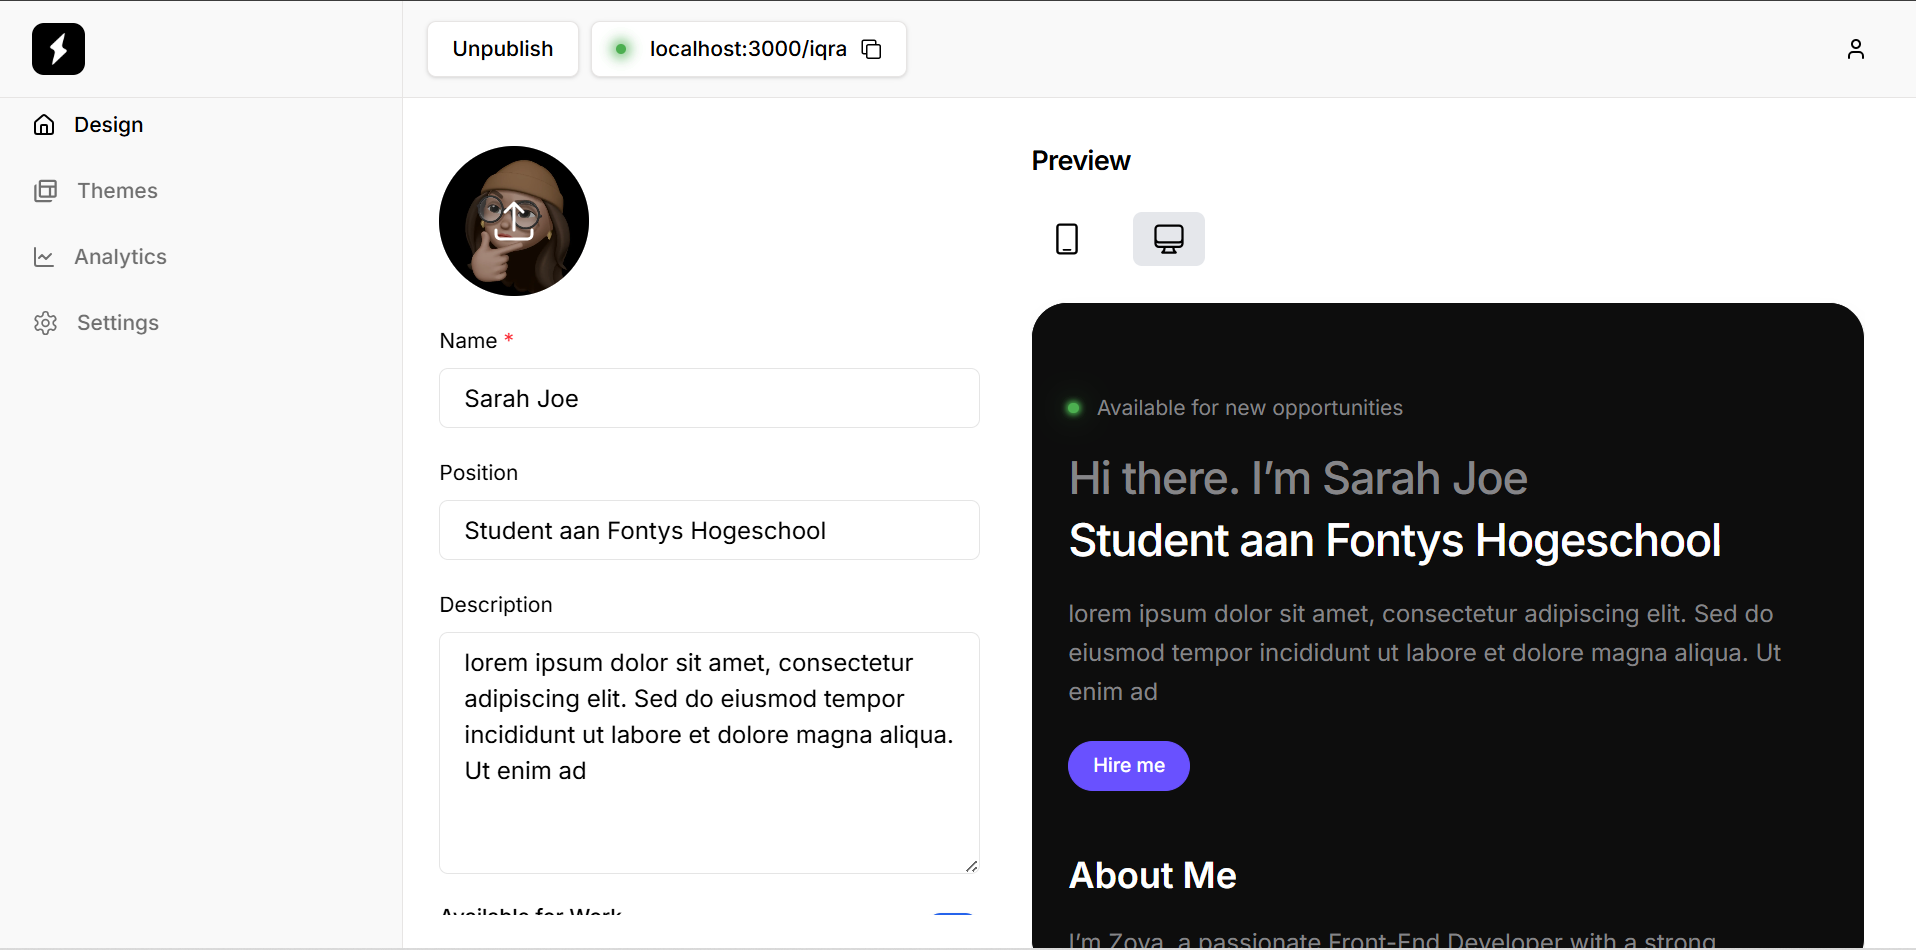 Unpublish
localhost:3000/iqra
Design
Themes
Analytics
Settings
Name *
Sarah Joe
Position
Student aan Fontys Hogeschool
Description
lorem ipsum dolor sit amet, consectetur
adipiscing elit. Sed do eiusmod tempor
incididunt ut labore et dolore magna aliqua.
Ut enim ad
Available for Work
Preview
Available for new opportunities
Hi there. I’m Sarah Joe
Student aan Fontys Hogeschool
lorem ipsum dolor sit amet, consectetur adipiscing elit. Sed do
eiusmod tempor incididunt ut labore et dolore magna aliqua. Ut
enim ad
Hire me
About Me
I’m Zoya, a passionate Front-End Developer with a strong